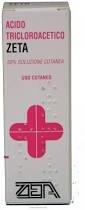 ACIDO
TRICLOROACETICO
ZETA
50% SOLUZIONE CUTANEA
USO CUTANEO
ZETA